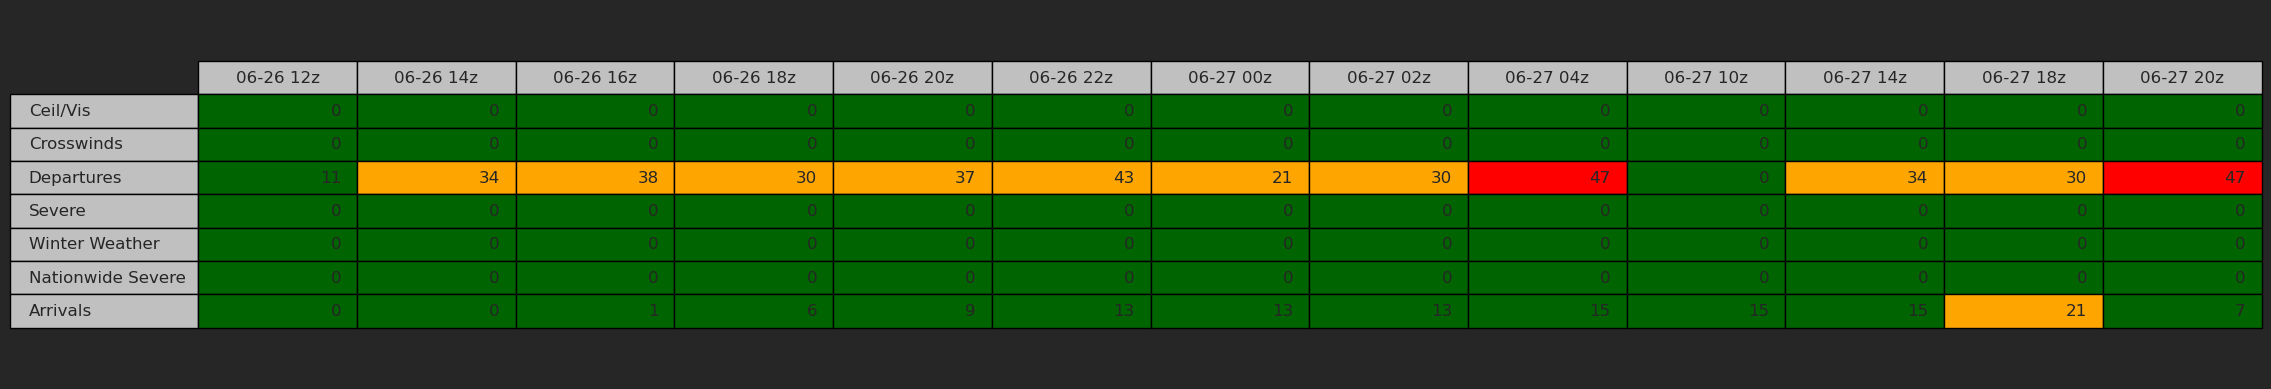 06-26 12z 06-26 14z 06-26 16z 06-26 18z 06-26 20z 06-26 22z 06-27 00z 06-27 02z 06-27 04z 06-27 10z 06-27 14z 06-27 18z 06-27 20z
Ceil/Vis 0 0 0 0 0 0 0 0 0 0 0 0 0
Crosswinds 0 0 0 0 0 0 0 0 0 0 0 0 0
Departures 11 34 38 30 37 43 21 30 47 0 34 30 47
Severe 0 0 0 0 0 0 0 0 0 0 0 0 0
Winter Weather 0 0 0 0 0 0 0 0 0 0 0 0 0
Nationwide Severe 0 0 0 0 0 0 0 0 0 0 0 0 0
Arrivals 0 0 1 6 9 13 13 13 15 15 15 21 7